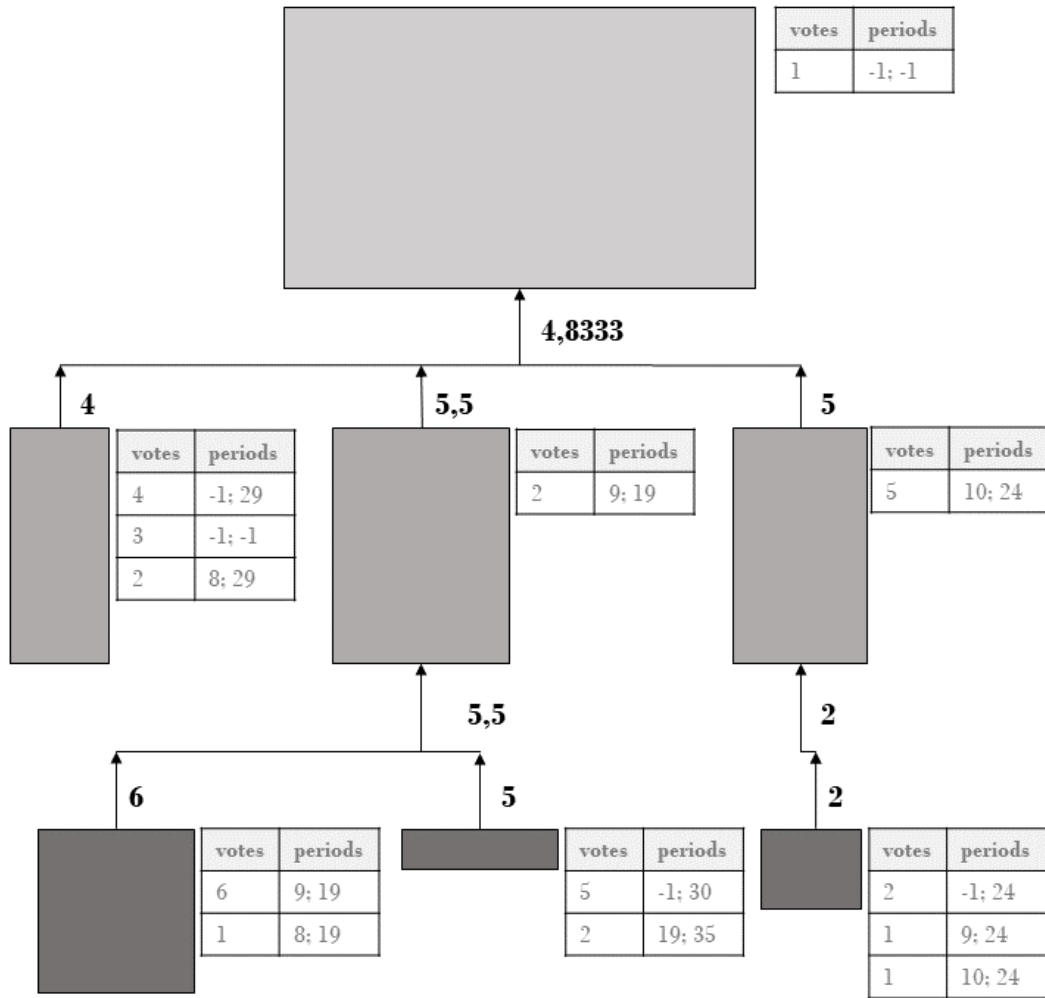 votes periods
1 -1; -1
4,8333
4 5,5 5
votes periods
4 -1; 29
3 -1; -1
2 8; 29
votes periods
2 9; 19
votes periods
5 10; 24
5,5 2
6 5 2
votes periods
6 9; 19
1 8; 19
votes periods
5 -1; 30
2 19; 35
votes periods
2 -1; 24
1 9; 24
1 10; 24